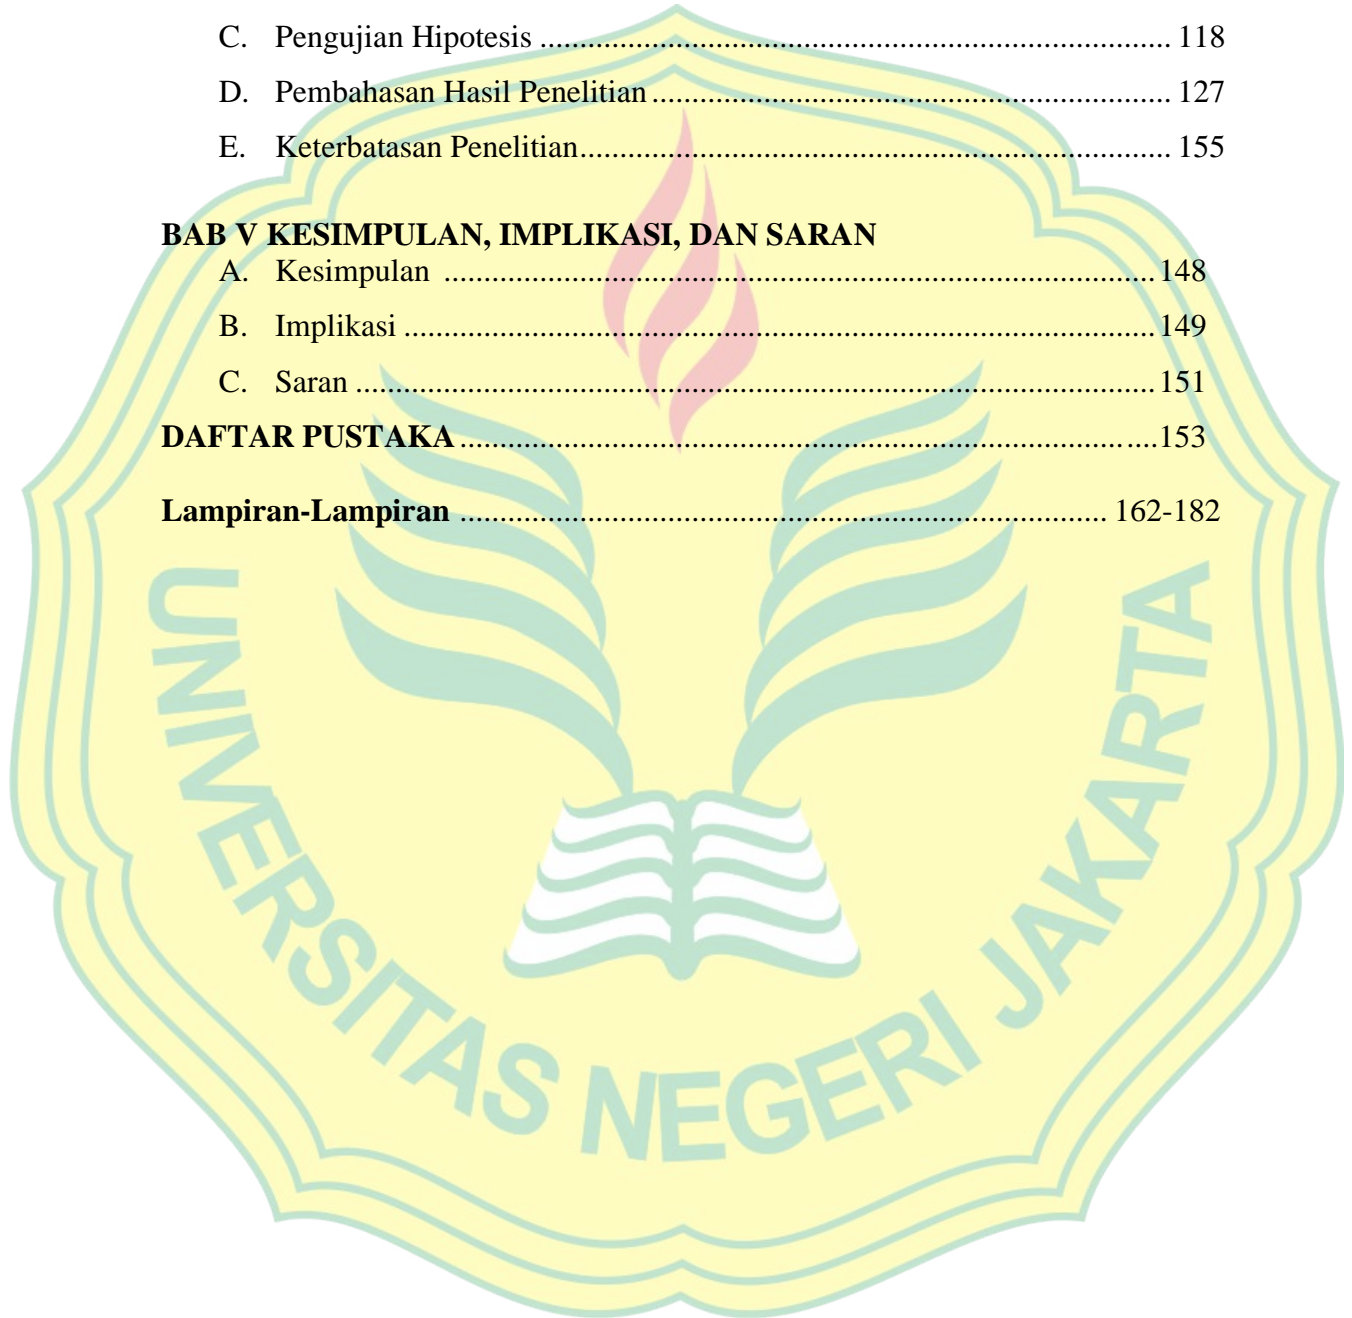 C. Pengujian Hipotesis ............................................................................... 118
D. Pembahasan Hasil Penelitian ................................................................. 127
E. Keterbatasan Penelitian.......................................................................... 155
BAB V KESIMPULAN, IMPLIKASI, DAN SARAN
A. Kesimpulan .........................................................................................148
B. Implikasi ..............................................................................................149
C. Saran ....................................................................................................151
DAFTAR PUSTAKA .......................................................................................153
Lampiran-Lampiran ................................................................................. 162-182
UNIVERSITAS NEGERI JAKARTA